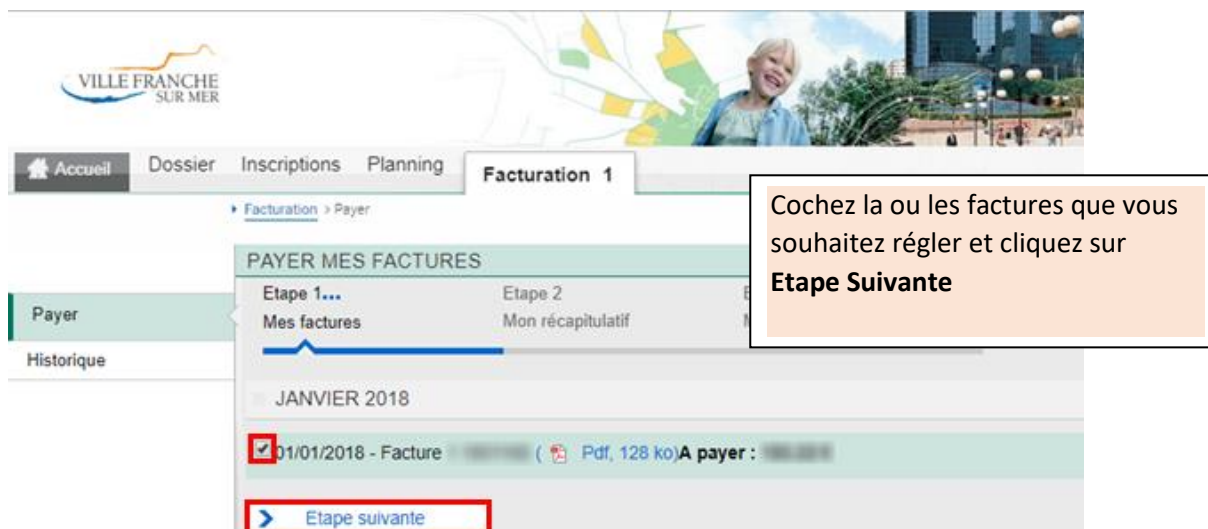 VILLE FRANCHE
SUR MER
Accueil Dossier Inscriptions Planning Facturation 1
Facturation > Payer
Cochez la ou les factures que vous
souhaitez régler et cliquez sur
Etape Suivante
PAYER MES FACTURES
Etape 1... Etape 2
Mes factures Mon récapitulatif
Payer
Historique
JANVIER 2018
01/01/2018 - Facture ( Pdf, 128 ko)A payer :
Etape suivante